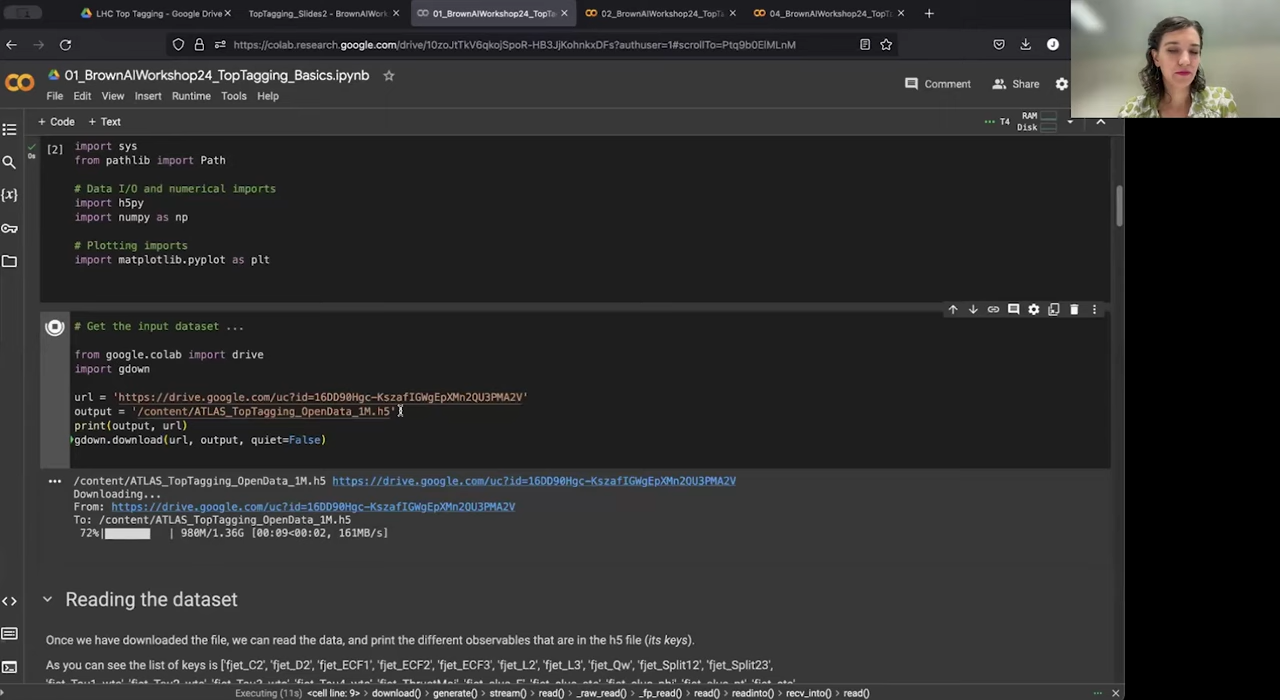 LHC Top Tagging - Google Drive
TopTagging_Slides2 - BrownAIWork
01_BrownAIWorkshop24_TopTa
02_BrownAIWorkshop24_TopTa
04_BrownAIWorkshop24_TopTa
https://colab.research.google.com/drive/10zoJtTkV6qkojSpoR-HB3JjKohnkxDFs?authuser=1#scrollTo=Ptq9b0ElMLnM
01_BrownAIWorkshop24_TopTagging_Basics.ipynb
Comment
Share
File Edit View Insert Runtime Tools Help
+ Code + Text
T4
RAM
Disk
[2]
0s
import sys
from pathlib import Path
# Data I/O and numerical imports
import h5py
import numpy as np
# Plotting imports
import matplotlib.pyplot as plt
# Get the input dataset ...
from google.colab import drive
import gdown
url = 'https://drive.google.com/uc?id=16DD90Hgc-KszafIGWgEpXMn2QU3PMA2V'
output = '/content/ATLAS_TopTagging_OpenData_1M.h5'
print(output, url)
gdown.download(url, output, quiet=False)
/content/ATLAS_TopTagging_OpenData_1M.h5 https://drive.google.com/uc?id=16DD90Hgc-KszafIGWgEpXMn2QU3PMA2V
Downloading...
From: https://drive.google.com/uc?id=16DD90Hgc-KszafIGWgEpXMn2QU3PMA2V
To: /content/ATLAS_TopTagging_OpenData_1M.h5
72%| | 980M/1.36G [00:09<00:02, 161MB/s]
Reading the dataset
Once we have downloaded the file, we can read the data, and print the different observables that are in the h5 file (its keys).
As you can see the list of keys is ['fjet_C2', 'fjet_D2', 'fjet_ECF1', 'fjet_ECF2', 'fjet_ECF3', 'fjet_L2', 'fjet_L3', 'fjet_Qw', 'fjet_Split12', 'fjet_Split23',
Executing (11s) <cell line: 9> > download() > generate() > stream() > read() > _raw_read() > _fp_read() > read() > readinto() > recv_into() > read()